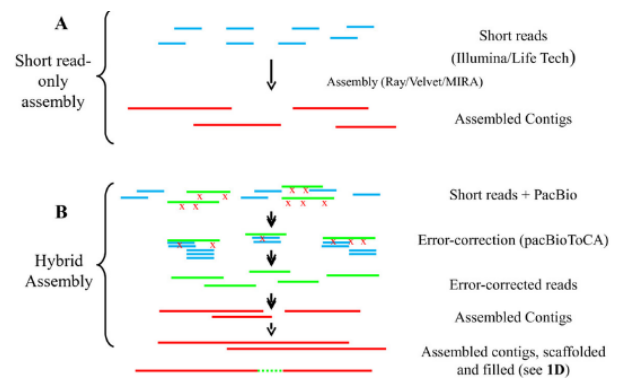 A
Short read-
only
assembly
Short reads
(Illumina/Life Tech)
Assembly (Ray/Velvet/MIRA)
Assembled Contigs
B
Hybrid
Assembly
x x
x x
x x
x x x
Short reads + PacBio
x x
x
x x x
Error-correction (pacBioToCA)
Error-corrected reads
Assembled Contigs
Assembled contigs, scaffolded
and filled (see 1D)